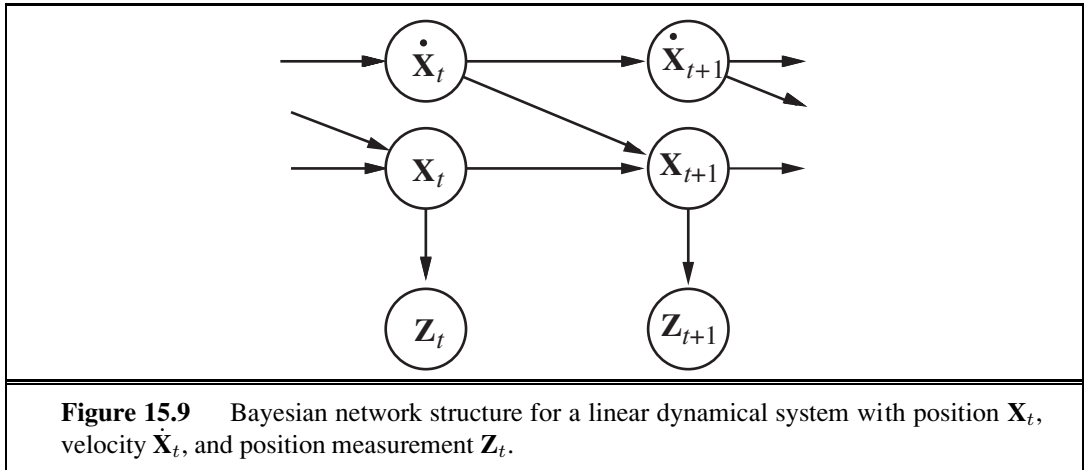 Ẋt
Ẋt+1
Xt
Xt+1
Zt
Zt+1
Figure 15.9 Bayesian network structure for a linear dynamical system with position Xt,
velocity Ẋt, and position measurement Zt.